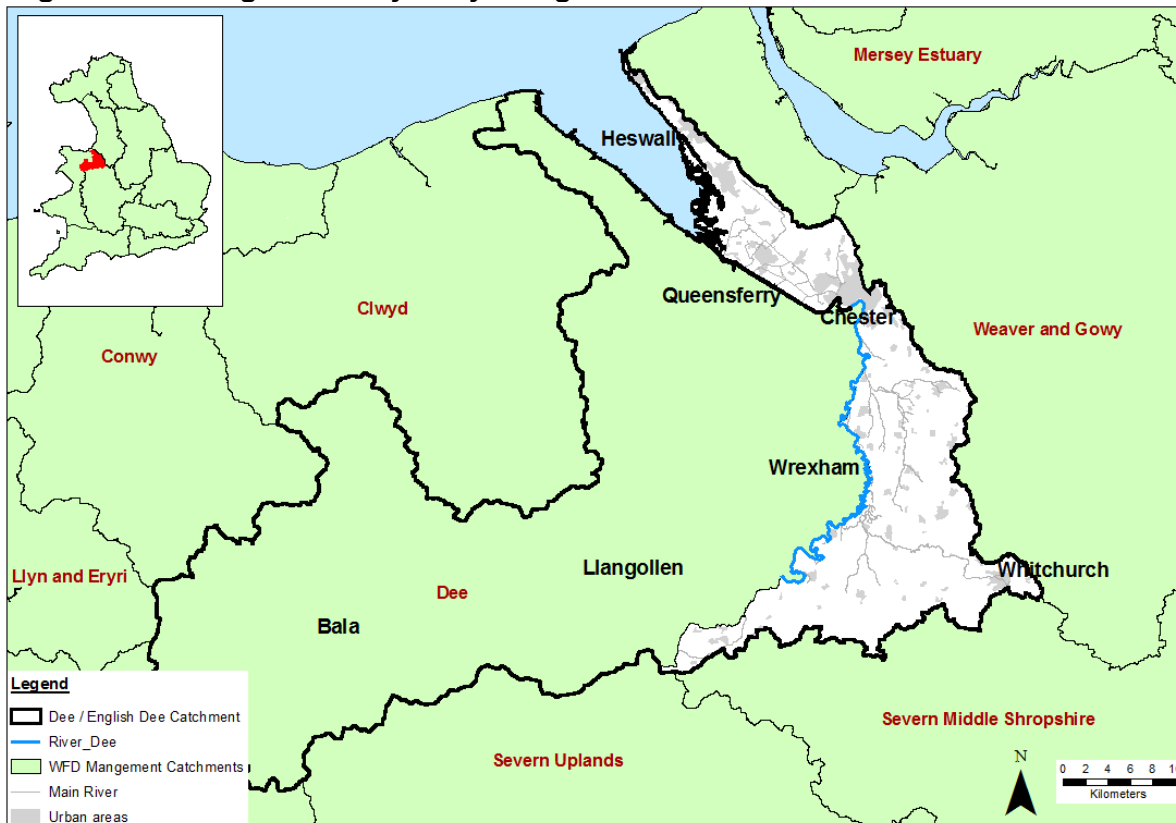 Mersey Estuary
Heswall
Queensferry
Clwyd
Chester
Weaver and Gowy
Conwy
Wrexham
Llangollen
Whitchurch
Llyn and Eryri
Dee
Bala
Legend
Dee / English Dee Catchment
River_Dee
WFD Mangement Catchments
Main River
Urban areas
Severn Middle Shropshire
Severn Uplands
N
0 2 4 6 8 10
Kilometers